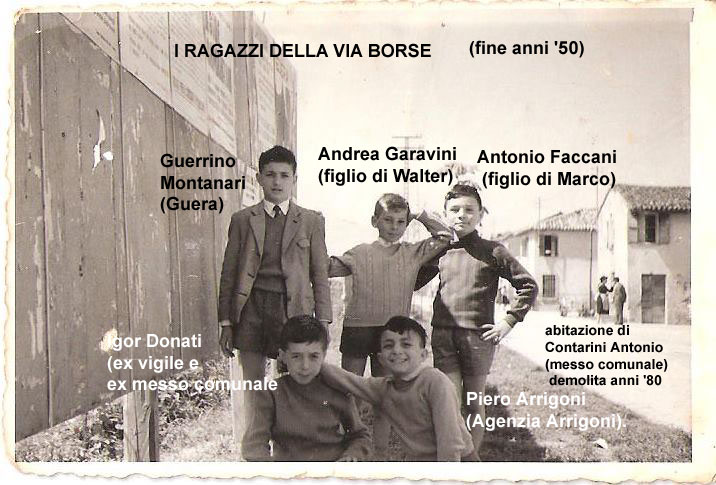 I RAGAZZI DELLA VIA BORSE (fine anni '50)
Guerrino
Montanari
(Guera)
Andrea Garavini
(figlio di Walter)
Antonio Faccani
(figlio di Marco)
Igor Donati
(ex vigile e
ex messo comunale
abitazione di
Contarini Antonio
(messo comunale)
demolita anni '80
Piero Arrigoni
(Agenzia Arrigoni).